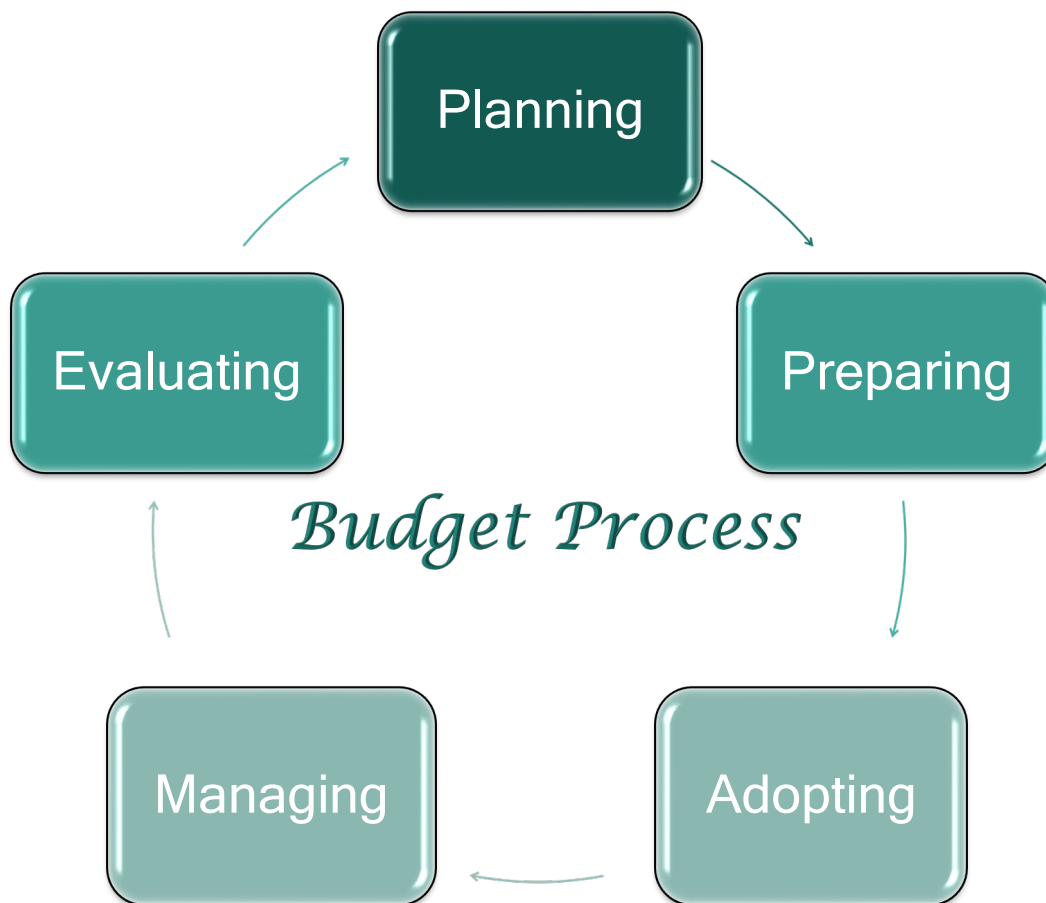 Planning
Evaluating
Preparing
Budget Process
Managing
Adopting